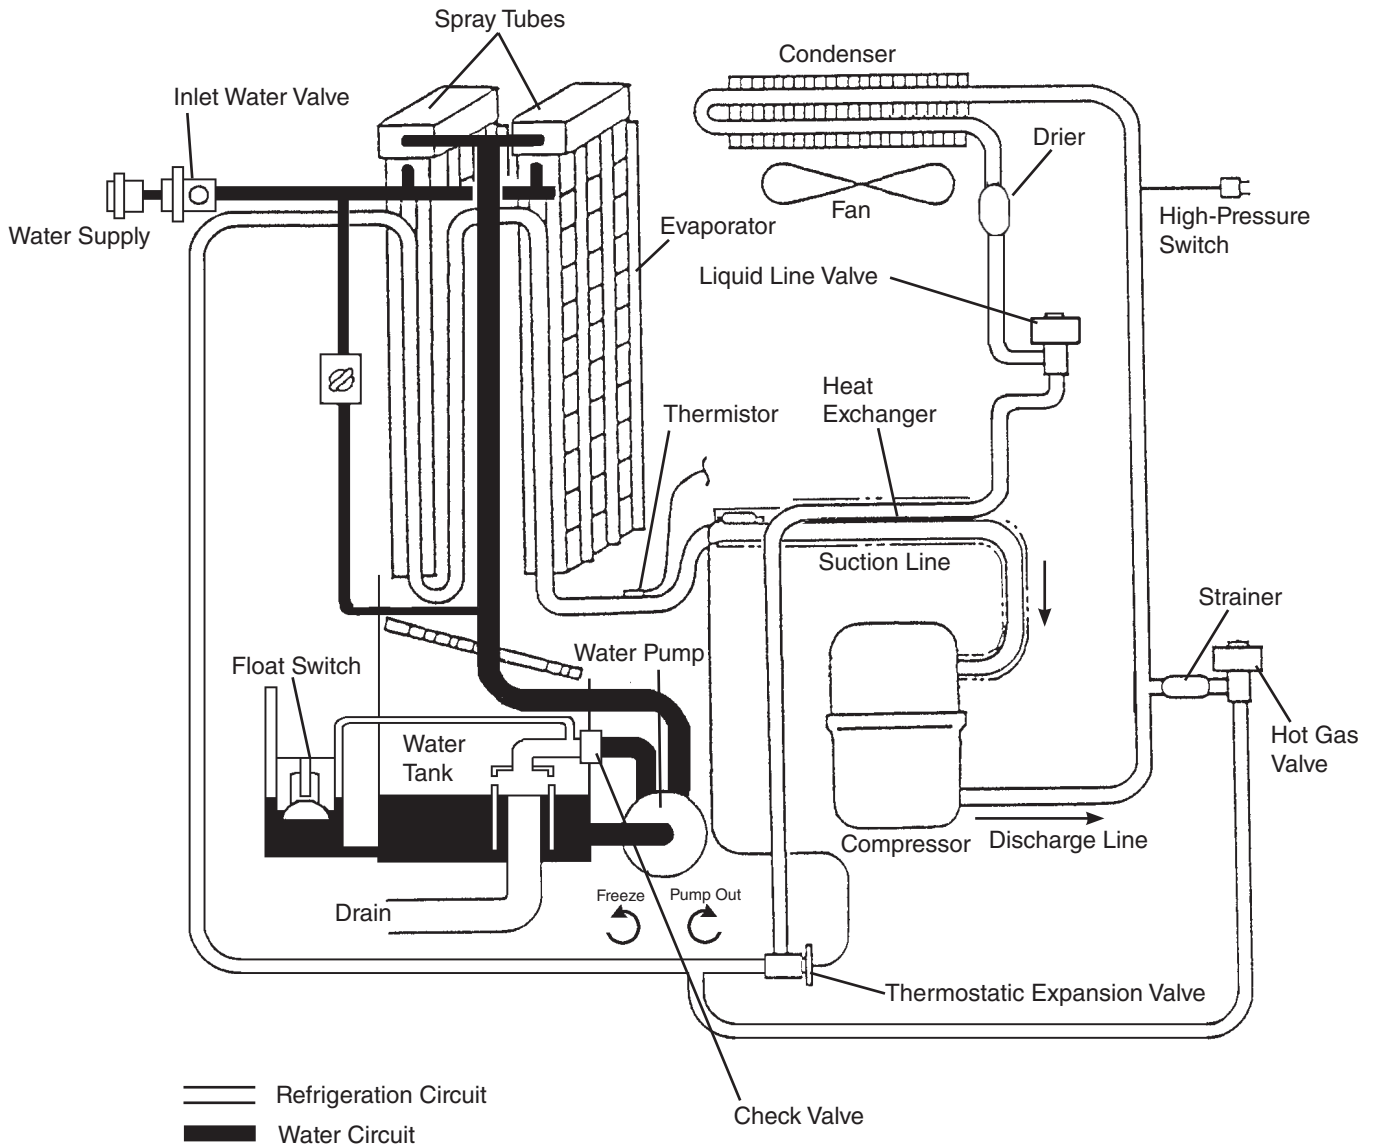 Spray Tubes
Condenser
Inlet Water Valve
Drier
Fan
High-Pressure
Switch
Water Supply
Evaporator
Liquid Line Valve
Heat
Exchanger
Thermistor
Suction Line
Strainer
Water Pump
Float Switch
Water
Tank
Hot Gas
Valve
Compressor
Discharge Line
Freeze
Pump Out
Drain
Thermostatic Expansion Valve
Refrigeration Circuit
Check Valve
Water Circuit